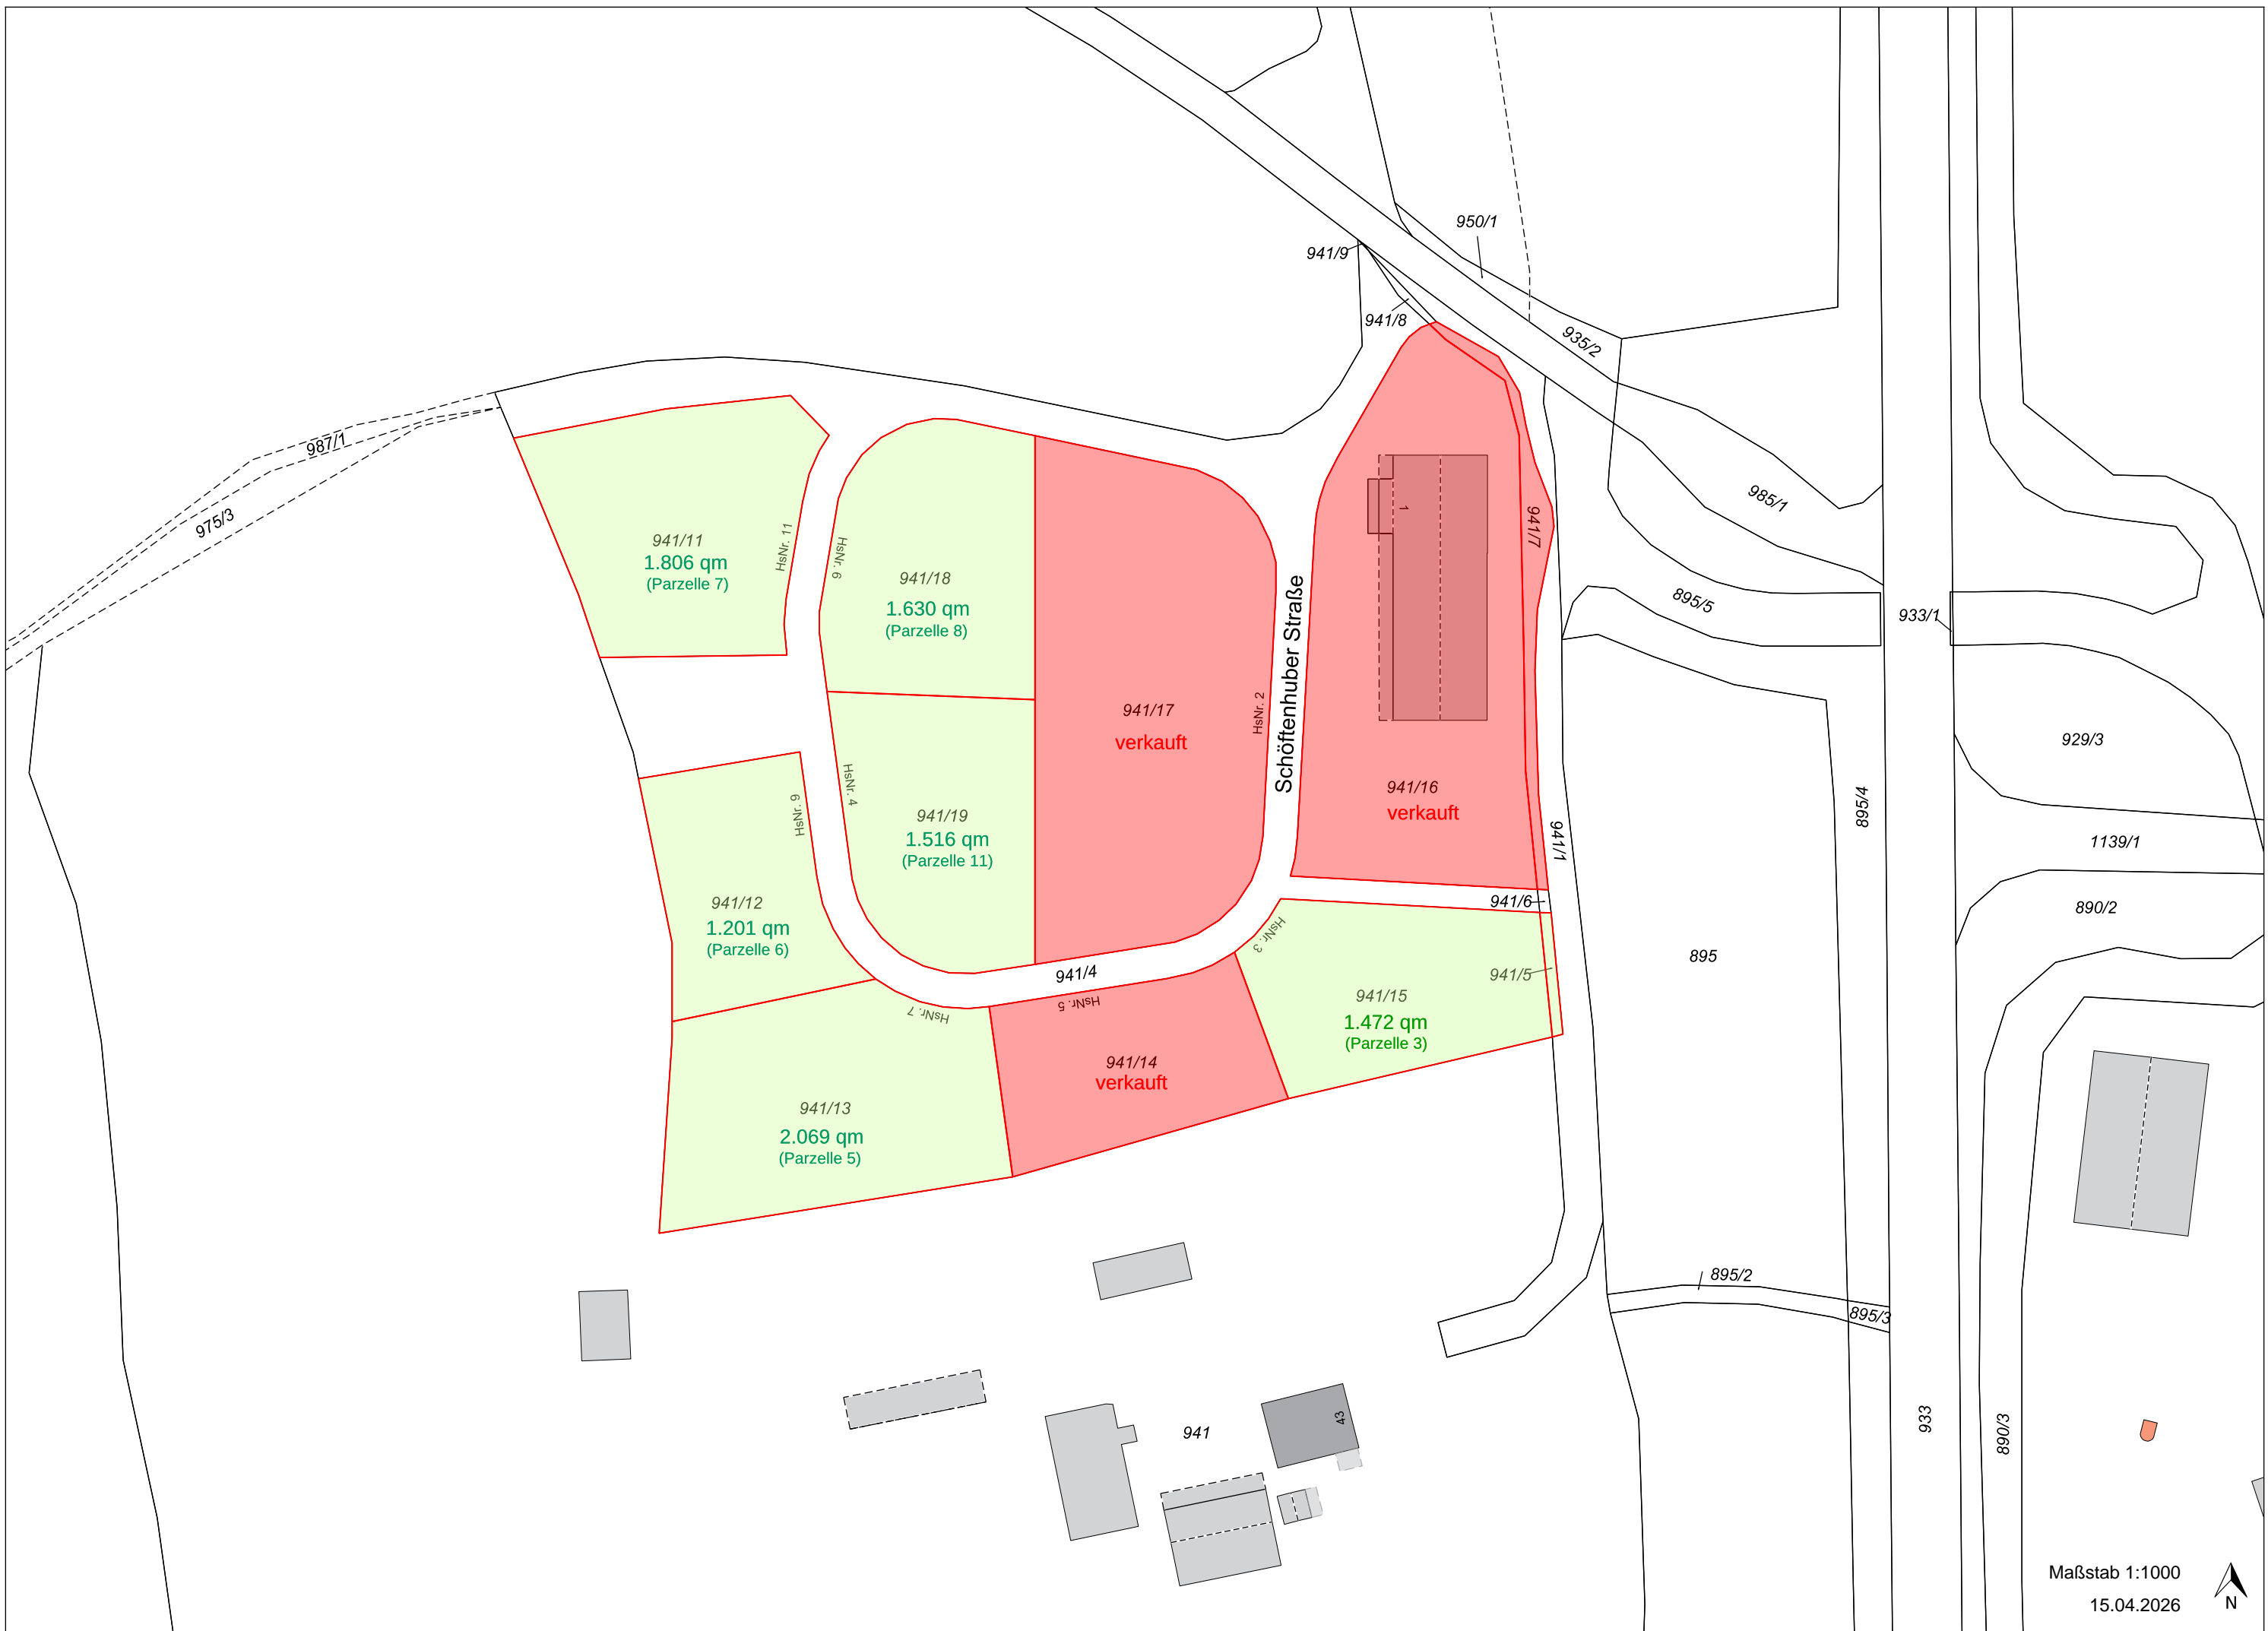 950/1
941/9
941/8
935/2
987/1
975/3
985/1
941/11
1.806 qm
(Parzelle 7)
HsNr. 11
HsNr. 6
941/18
1.630 qm
(Parzelle 8)
1
941/7
895/5
933/1
Schöftenhuber Straße
HsNr. 2
941/17
verkauft
941/16
verkauft
929/3
HsNr. 9
HsNr. 4
941/19
1.516 qm
(Parzelle 11)
941/1
895/4
1139/1
941/12
1.201 qm
(Parzelle 6)
941/6
890/2
HsNr. 3
895
941/4
941/5
HsNr. 7
HsNr. 5
941/15
1.472 qm
(Parzelle 3)
941/14
verkauft
941/13
2.069 qm
(Parzelle 5)
895/2
895/3
941
43
933
890/3
Maßstab 1:1000
15.04.2026
N